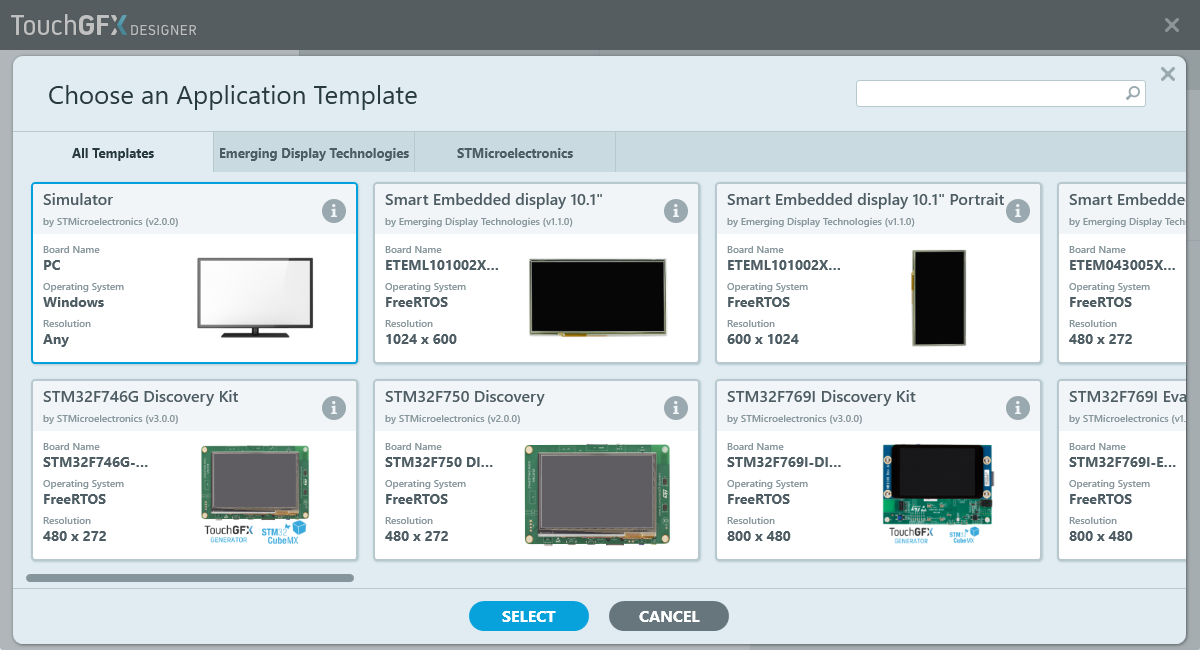 TouchGFX DESIGNER
Choose an Application Template
All Templates
Emerging Display Technologies
STMicroelectronics
Simulator
by STMicroelectronics (v2.0.0)
Board Name
PC
Operating System
Windows
Resolution
Any
Smart Embedded display 10.1"
by Emerging Display Technologies (v1.1.0)
Board Name
ETEML101002X...
Operating System
FreeRTOS
Resolution
1024 x 600
Smart Embedded display 10.1" Portrait
by Emerging Display Technologies (v1.1.0)
Board Name
ETEML101002X...
Operating System
FreeRTOS
Resolution
600 x 1024
Smart Embedde
by Emerging Display Techn
Board Name
ETEM043005X...
Operating System
FreeRTOS
Resolution
480 x 272
STM32F746G Discovery Kit
by STMicroelectronics (v3.0.0)
Board Name
STM32F746G-...
Operating System
FreeRTOS
Resolution
480 x 272
TouchGFX
GENERATOR
STM32
CubeMX
STM32F750 Discovery
by STMicroelectronics (v2.0.0)
Board Name
STM32F750 DI...
Operating System
FreeRTOS
Resolution
480 x 272
STM32F769I Discovery Kit
by STMicroelectronics (v3.0.0)
Board Name
STM32F769I-DI...
Operating System
FreeRTOS
Resolution
800 x 480
TouchGFX
GENERATOR
STM32
CubeMX
STM32F769I Eva
by STMicroelectronics (v1.
Board Name
STM32F769I-E...
Operating System
FreeRTOS
Resolution
800 x 480
SELECT
CANCEL